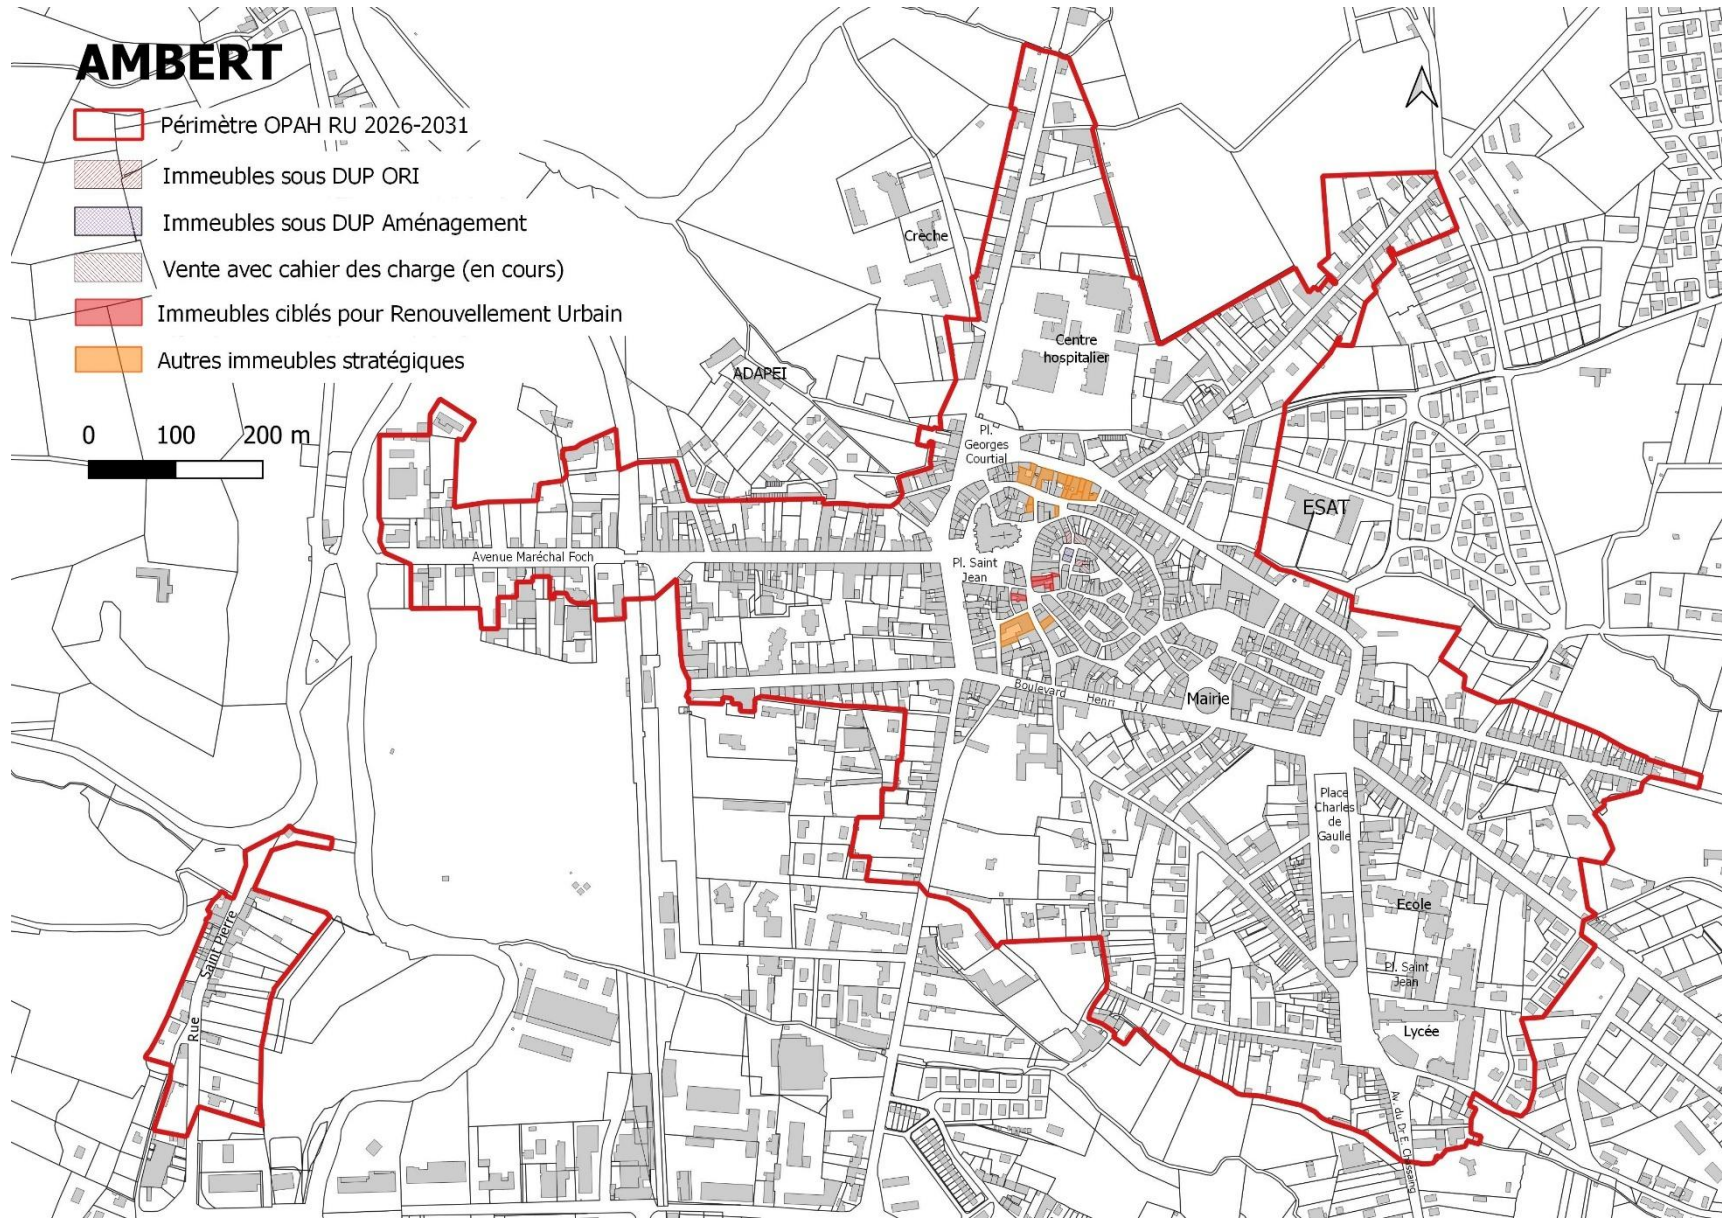 AMBERT
Périmètre OPAH RU 2026-2031
Immeubles sous DUP ORI
Immeubles sous DUP Aménagement
Vente avec cahier des charge (en cours)
Immeubles ciblés pour Renouvellement Urbain
Autres immeubles stratégiques
0 100 200 m
Crèche
Centre
hospitalier
ADAPEI
Pl.
Georges
Courtial
ESAT
Avenue Maréchal Foch
Pl. Saint
Jean
Boulevard Henri IV
Mairie
Place
Charles
de
Gaulle
Ecole
Pl. Saint
Jean
Lycée
Rue Saint Pierre
Av. du Dr E. Chassaing